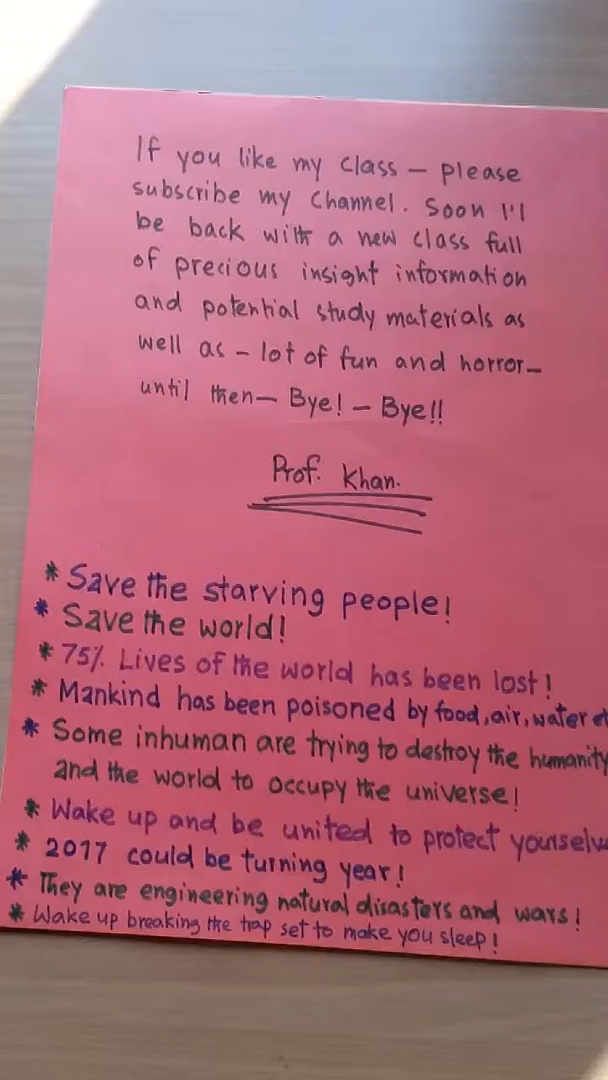 If you like my class – please
subscribe my channel. Soon I'l
be back with a new class full
of precious insight information
and potential study materials as
well as – lot of fun and horror–
until then– Bye! – Bye!!
Prof. Khan.
* Save the starving people!
* Save the world!
* 75% Lives of the world has been lost!
* Mankind has been poisoned by food, air, water et
* Some inhuman are trying to destroy the humanity
and the world to occupy the universe!
* Wake up and be united to protect yourselve
* 2017 could be turning year!
* They are engineering natural disasters and wars!
* Wake up breaking the trap set to make you sleep!